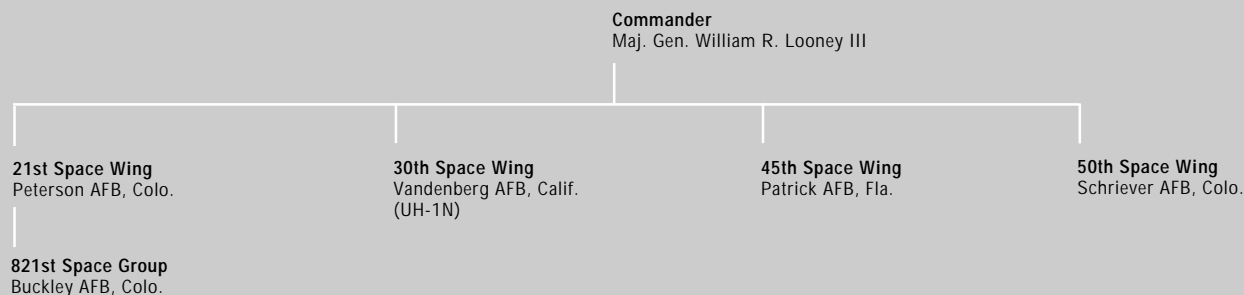 Commander
Maj. Gen. William R. Looney III
21st Space Wing
Peterson AFB, Colo.
821st Space Group
Buckley AFB, Colo.
30th Space Wing
Vandenberg AFB, Calif.
(UH-1N)
45th Space Wing
Patrick AFB, Fla.
50th Space Wing
Schriever AFB, Colo.